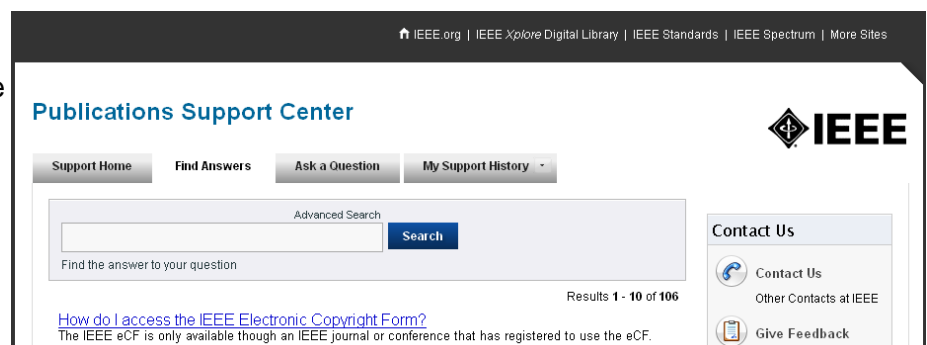 IEEE.org | IEEE Xplore Digital Library | IEEE Standards | IEEE Spectrum | More Sites
e
Publications Support Center
IEEE
Support Home Find Answers Ask a Question My Support History
Advanced Search
Search
Find the answer to your question
Results 1 - 10 of 106
How do I access the IEEE Electronic Copyright Form?
The IEEE eCF is only available though an IEEE journal or conference that has registered to use the eCF.
Contact Us
Contact Us
Other Contacts at IEEE
Give Feedback